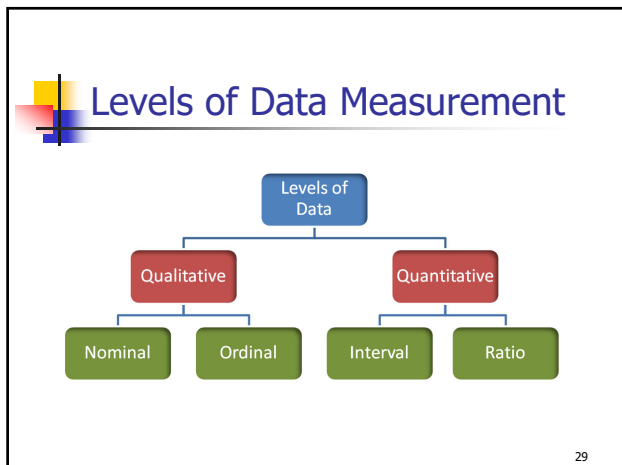 Levels of Data Measurement
Levels of
Data
Qualitative
Quantitative
Nominal
Ordinal
Interval
Ratio
29